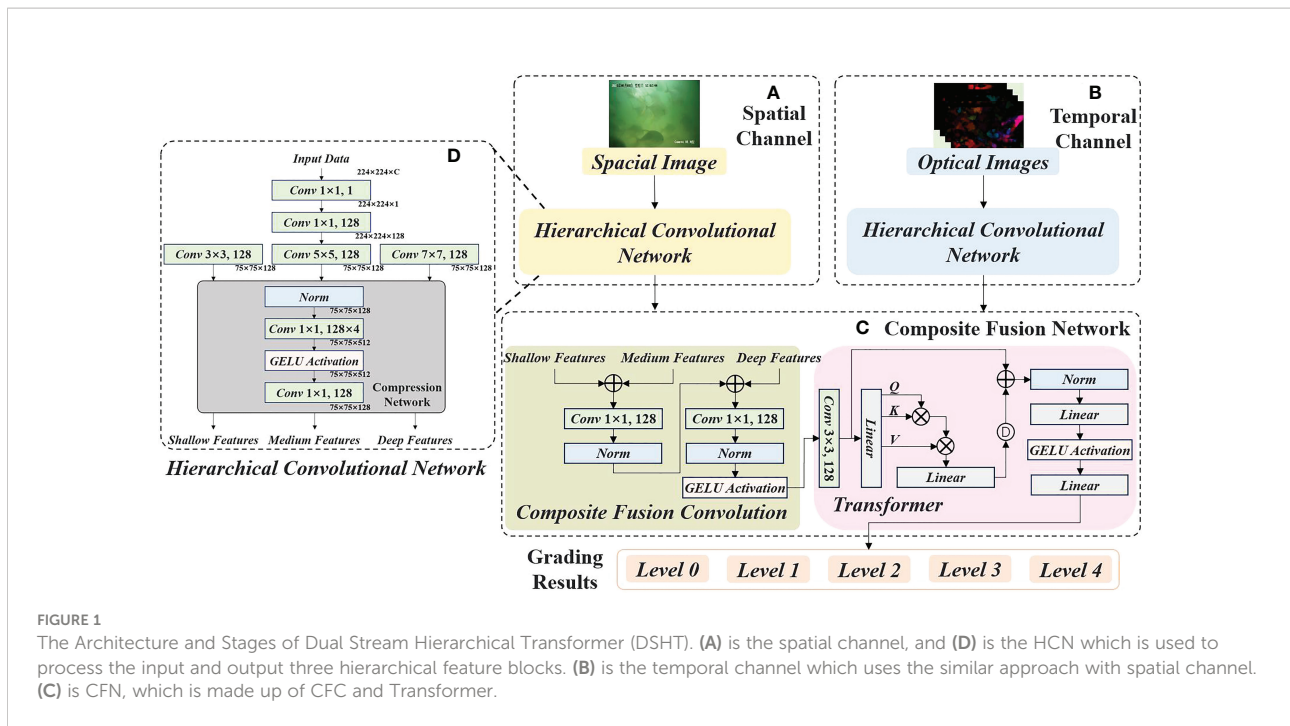 A
Spatial
Channel
Spacial Image
Hierarchical Convolutional
Network
B
Temporal
Channel
Optical Images
Hierarchical Convolutional
Network
D
Input Data
224×224×C
Conv 1×1, 1
224×224×1
Conv 1×1, 128
224×224×128
Conv 3×3, 128
Conv 5×5, 128
Conv 7×7, 128
75×75×128
75×75×128
75×75×128
Norm
75×75×128
Conv 1×1, 128×4
75×75×512
GELU Activation
75×75×512
Conv 1×1, 128
75×75×128
Compression
Network
Shallow Features
Medium Features
Deep Features
Hierarchical Convolutional Network
C
Composite Fusion Network
Shallow Features
Medium Features
Deep Features
Conv 1×1, 128
Norm
Conv 1×1, 128
Norm
GELU Activation
Composite Fusion Convolution
Conv 3×3, 128
Linear
Q
K
V
Linear
D
Norm
Linear
GELU Activation
Linear
Transformer
Grading
Results
Level 0
Level 1
Level 2
Level 3
Level 4
FIGURE 1
The Architecture and Stages of Dual Stream Hierarchical Transformer (DSHT). (A) is the spatial channel, and (D) is the HCN which is used to
process the input and output three hierarchical feature blocks. (B) is the temporal channel which uses the similar approach with spatial channel.
(C) is CFN, which is made up of CFC and Transformer.